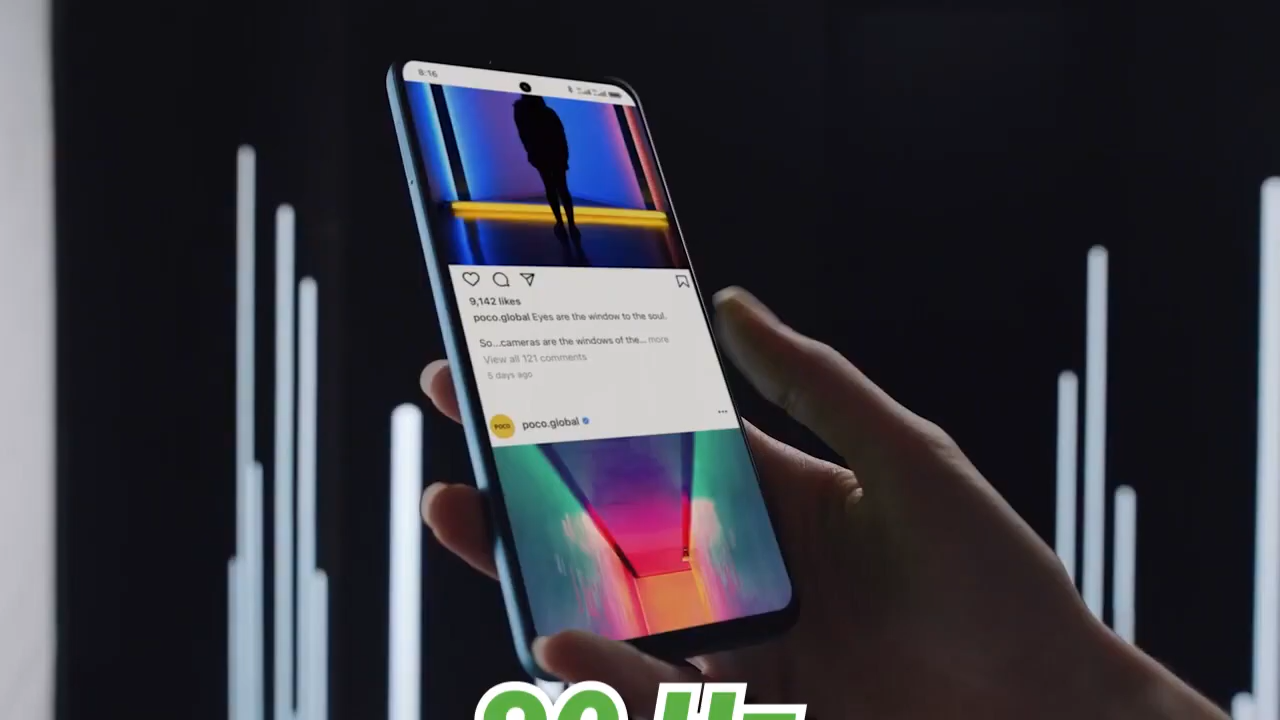 8:16
9,142 likes
poco.global Eyes are the window to the soul.
So...cameras are the windows of the... more
View all 121 comments
5 days ago
POCO
poco.global
Hz